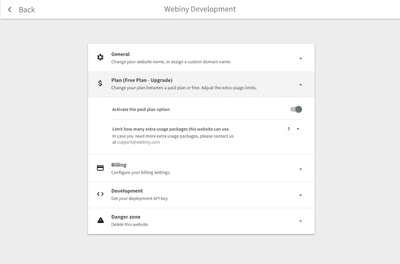 Back
Webiny Development
General
Change your website name, or assign a custom domain name.
Plan (Free Plan - Upgrade)
Change your plan between a paid plan or free. Adjust the extra usage limits.
Activate the paid plan option
Limit how many extra usage packages this website can use
In case you need more extra usage packages, please contact us
at support@webiny.com
Billing
Configure your billing settings.
Development
Get your deployment API key.
Danger zone
Delete this website.